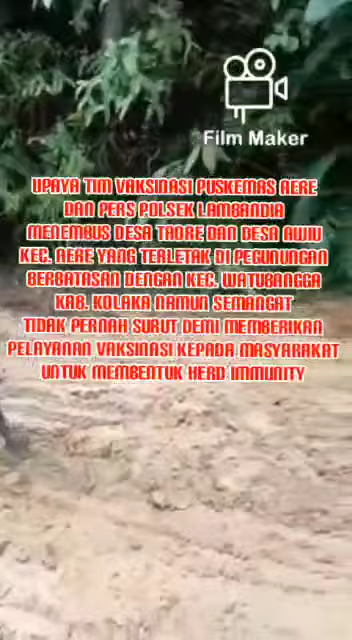 Film Maker
UPAYA TIM VAKSINASI PUSKEMAS AERE
DAN PERS POLSEK LAMBANDIA
MENEMBUS DESA TAORE DAN DESA AWIU
KEC. AERE YANG TERLETAK DI PEGUNUNGAN
BERBATASAN DENGAN KEC. WATUBANGGA
KAB. KOLAKA NAMUN SEMANGAT
TIDAK PERNAH SURUT DEMI MEMBERIKAN
PELAYANAN VAKSINASI KEPADA MASYARAKAT
UNTUK MEMBENTUK HERD IMMUNITY